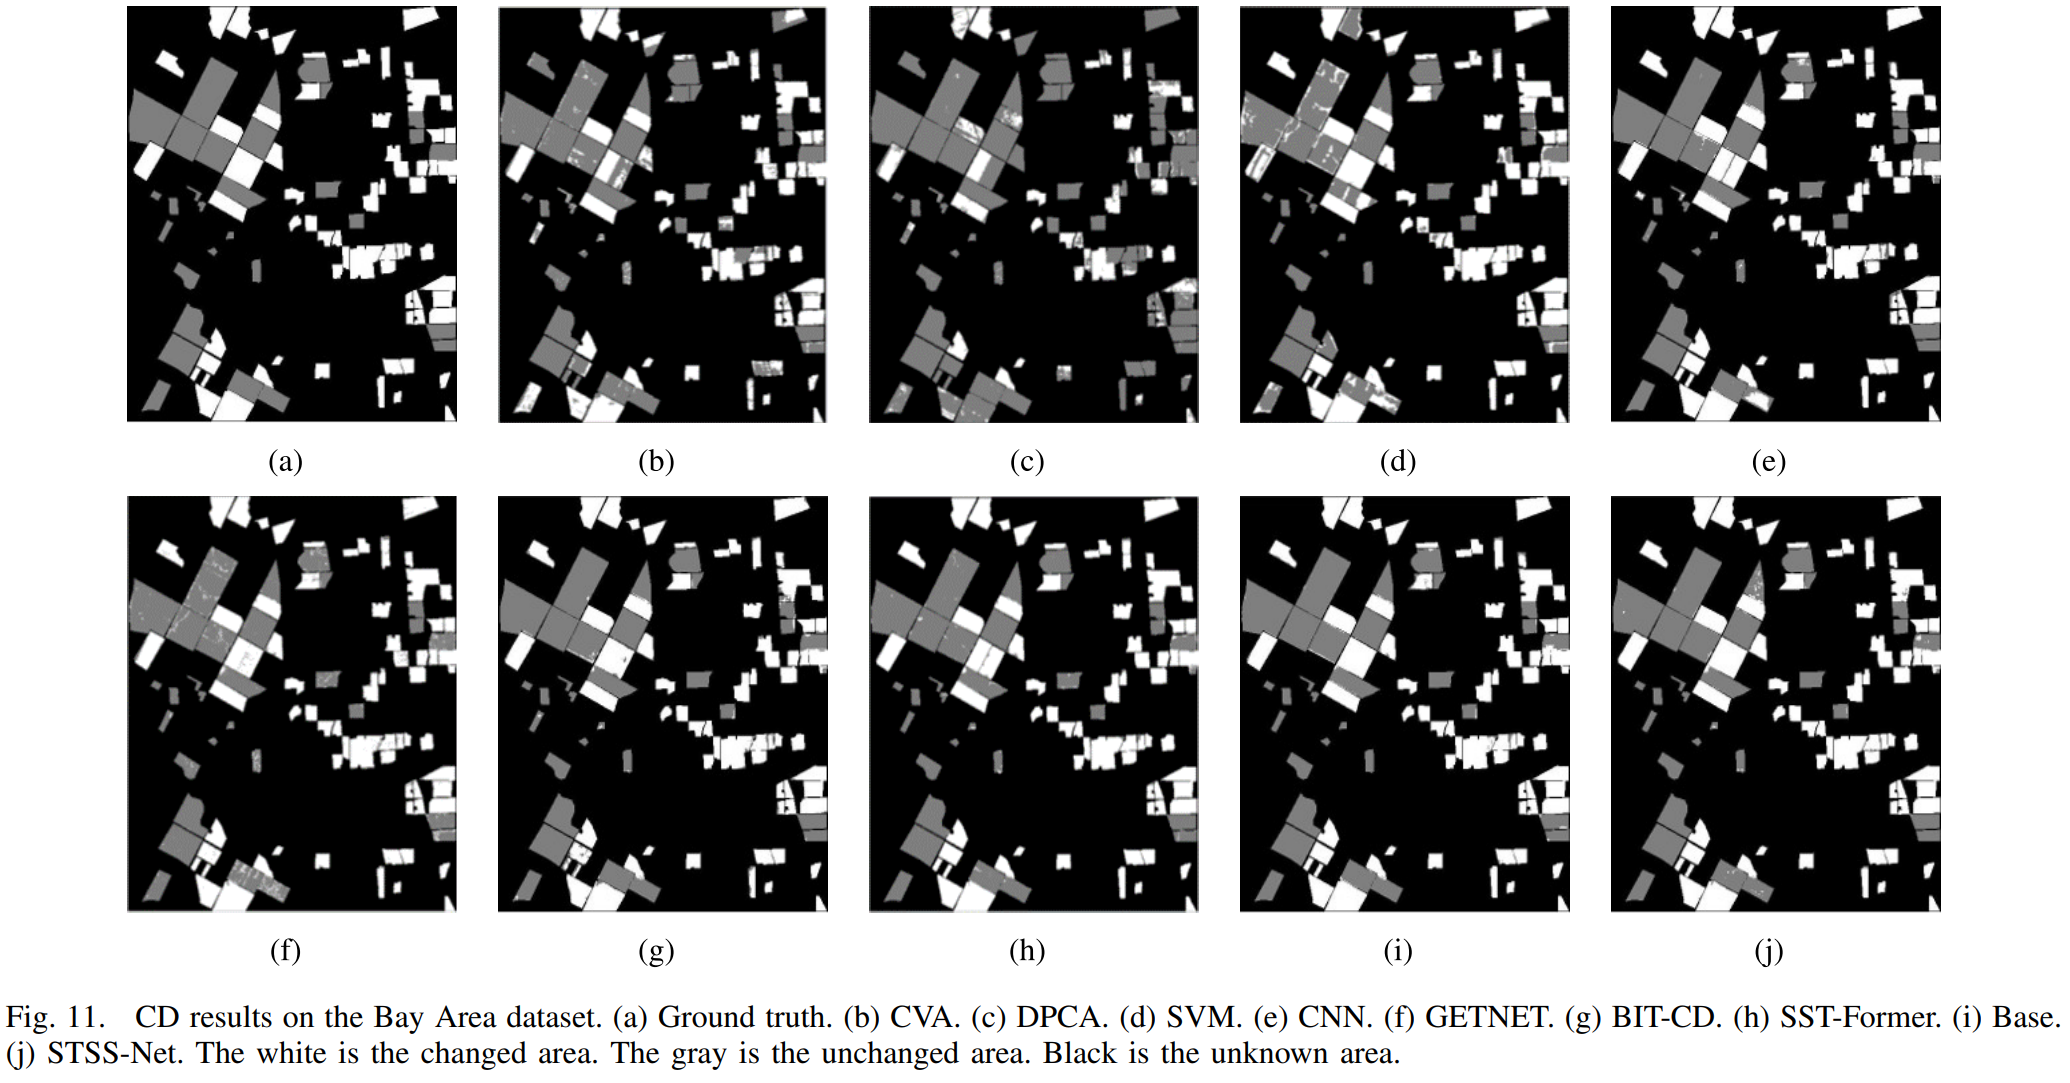 (a) (b) (c) (d) (e)
(f) (g) (h) (i) (j)
Fig. 11. CD results on the Bay Area dataset. (a) Ground truth. (b) CVA. (c) DPCA. (d) SVM. (e) CNN. (f) GETNET. (g) BIT-CD. (h) SST-Former. (i) Base.
(j) STSS-Net. The white is the changed area. The gray is the unchanged area. Black is the unknown area.